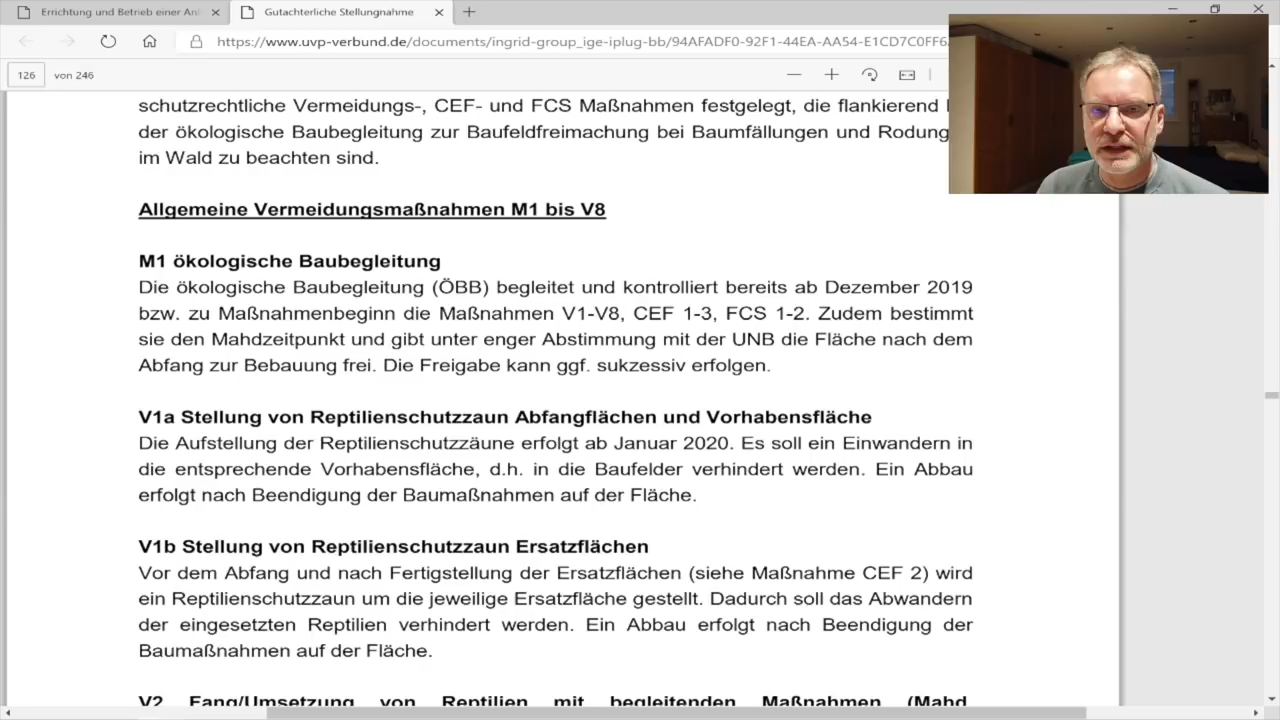 Errichtung und Betrieb einer Anl
Gutachterliche Stellungnahme
https://www.uvp-verbund.de/documents/ingrid-group_ige-iplug-bb/94AFADF0-92F1-44EA-AA54-E1CD7C0FF6
126 von 246
schutzrechtliche Vermeidungs-, CEF- und FCS Maßnahmen festgelegt, die flankierend
der ökologische Baubegleitung zur Baufeldfreimachung bei Baumfällungen und Rodung
im Wald zu beachten sind.
Allgemeine Vermeidungsmaßnahmen M1 bis V8
M1 ökologische Baubegleitung
Die ökologische Baubegleitung (ÖBB) begleitet und kontrolliert bereits ab Dezember 2019
bzw. zu Maßnahmenbeginn die Maßnahmen V1-V8, CEF 1-3, FCS 1-2. Zudem bestimmt
sie den Mahdzeitpunkt und gibt unter enger Abstimmung mit der UNB die Fläche nach dem
Abfang zur Bebauung frei. Die Freigabe kann ggf. sukzessiv erfolgen.
V1a Stellung von Reptilienschutzzaun Abfangflächen und Vorhabensfläche
Die Aufstellung der Reptilienschutzzäune erfolgt ab Januar 2020. Es soll ein Einwandern in
die entsprechende Vorhabensfläche, d.h. in die Baufelder verhindert werden. Ein Abbau
erfolgt nach Beendigung der Baumaßnahmen auf der Fläche.
V1b Stellung von Reptilienschutzzaun Ersatzflächen
Vor dem Abfang und nach Fertigstellung der Ersatzflächen (siehe Maßnahme CEF 2) wird
ein Reptilienschutzzaun um die jeweilige Ersatzfläche gestellt. Dadurch soll das Abwandern
der eingesetzten Reptilien verhindert werden. Ein Abbau erfolgt nach Beendigung der
Baumaßnahmen auf der Fläche.
V2 Fang/Umsetzung von Reptilien mit begleitenden Maßnahmen (Mahd,